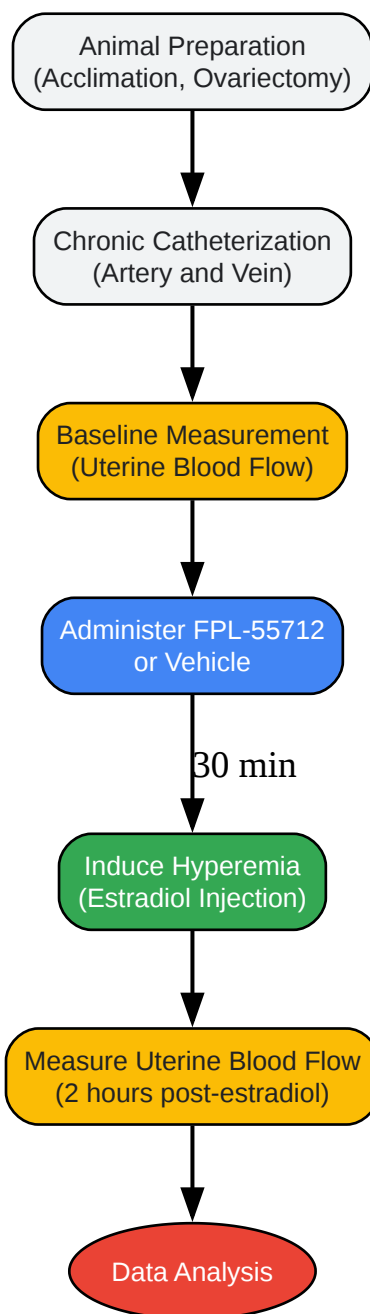 Animal Preparation
(Acclimation, Ovariectomy)
Chronic Catheterization
(Artery and Vein)
Baseline Measurement
(Uterine Blood Flow)
Administer FPL-55712
or Vehicle
30 min
Induce Hyperemia
(Estradiol Injection)
Measure Uterine Blood Flow
(2 hours post-estradiol)
Data Analysis